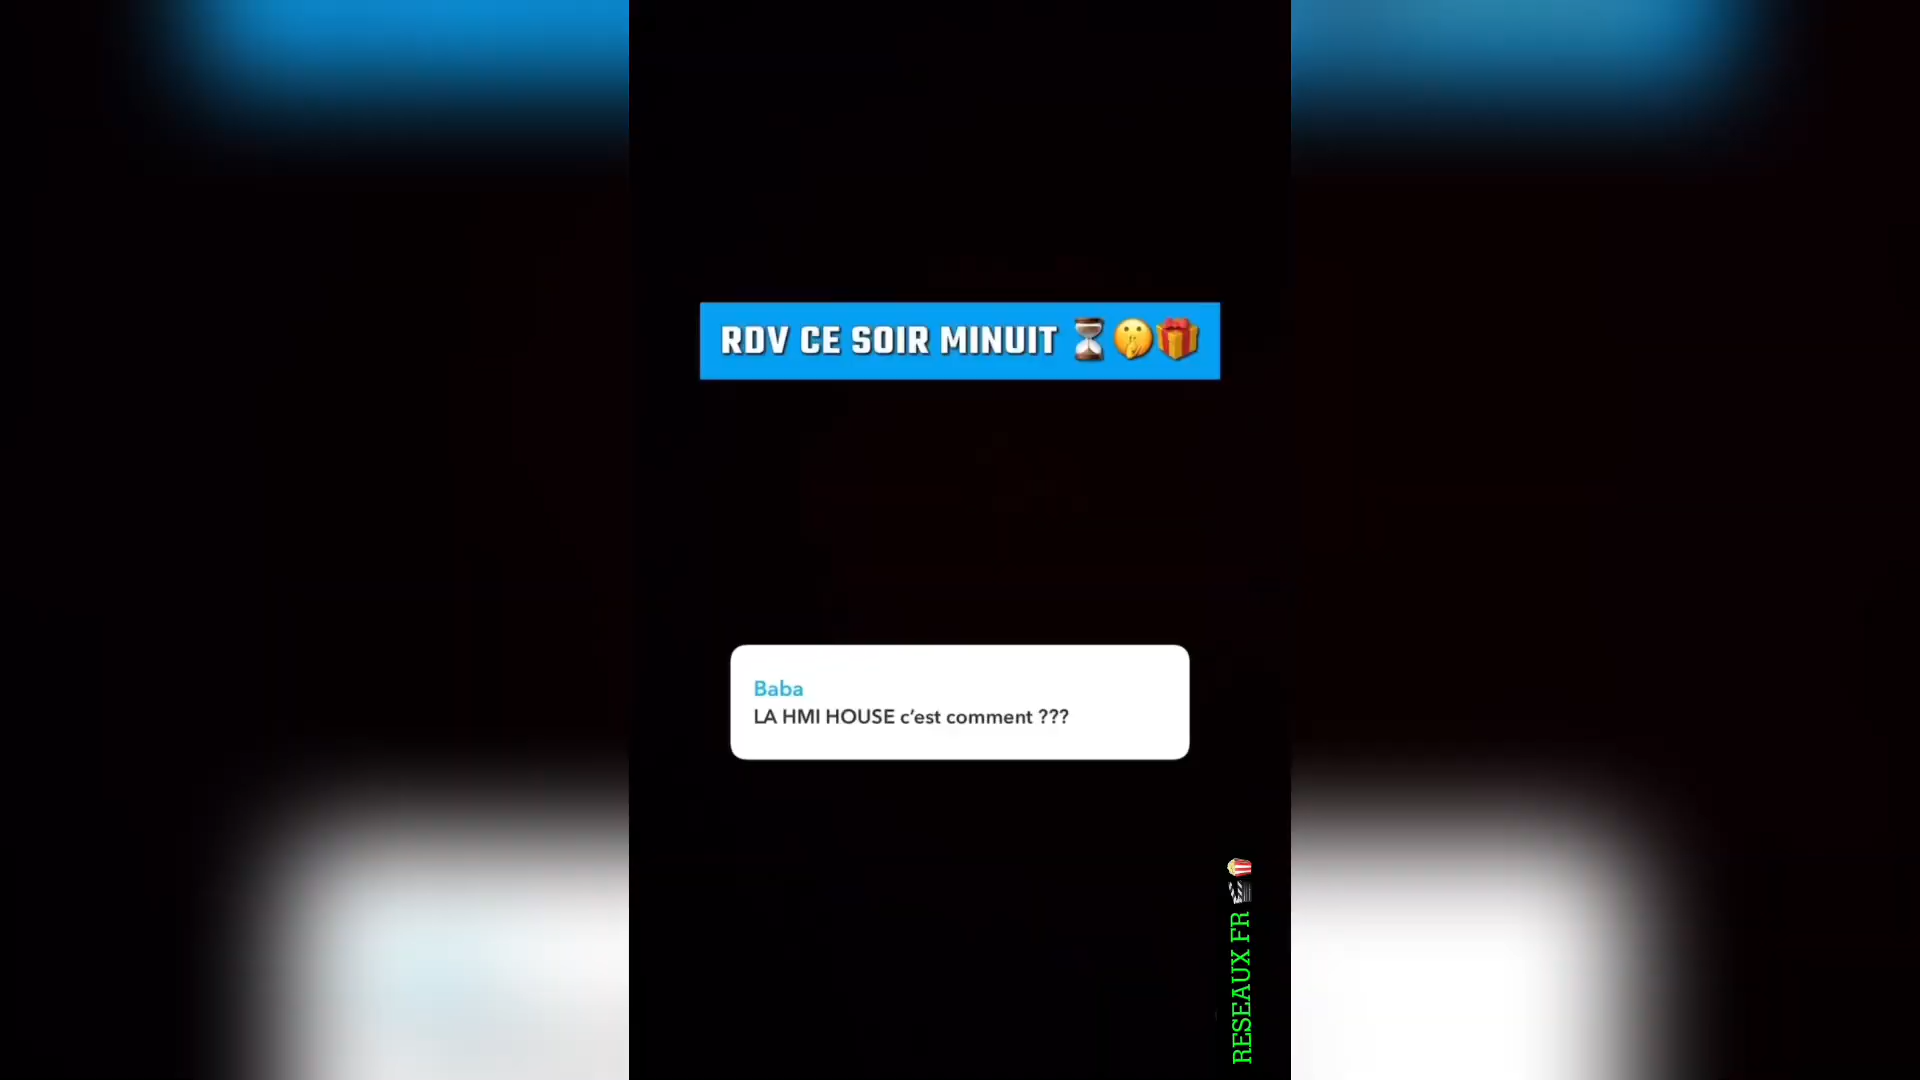 RDV CE SOIR MINUIT ⏳🤫🎁
Baba
LA HMI HOUSE c’est comment ???
RESEAUX FR 🎬🍿